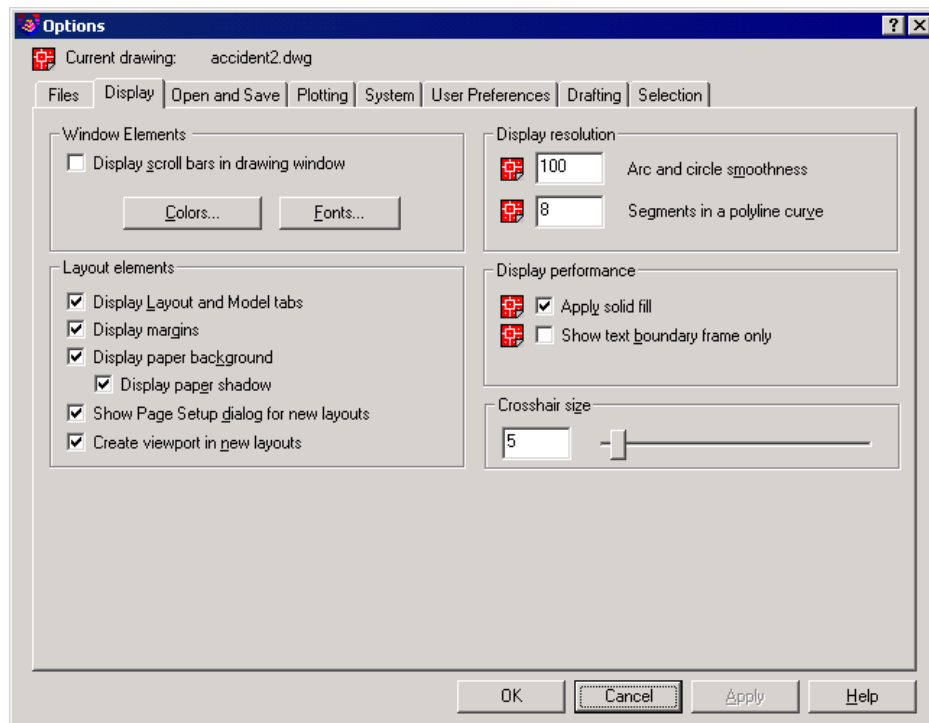 Options
Current drawing: accident2.dwg
Files Display Open and Save Plotting System User Preferences Drafting Selection
Window Elements
Display scroll bars in drawing window
Colors... Fonts...
Layout elements
Display Layout and Model tabs
Display margins
Display paper background
Display paper shadow
Show Page Setup dialog for new layouts
Create viewport in new layouts
Display resolution
100 Arc and circle smoothness
8 Segments in a polyline curve
Display performance
Apply solid fill
Show text boundary frame only
Crosshair size
5
OK Cancel Apply Help